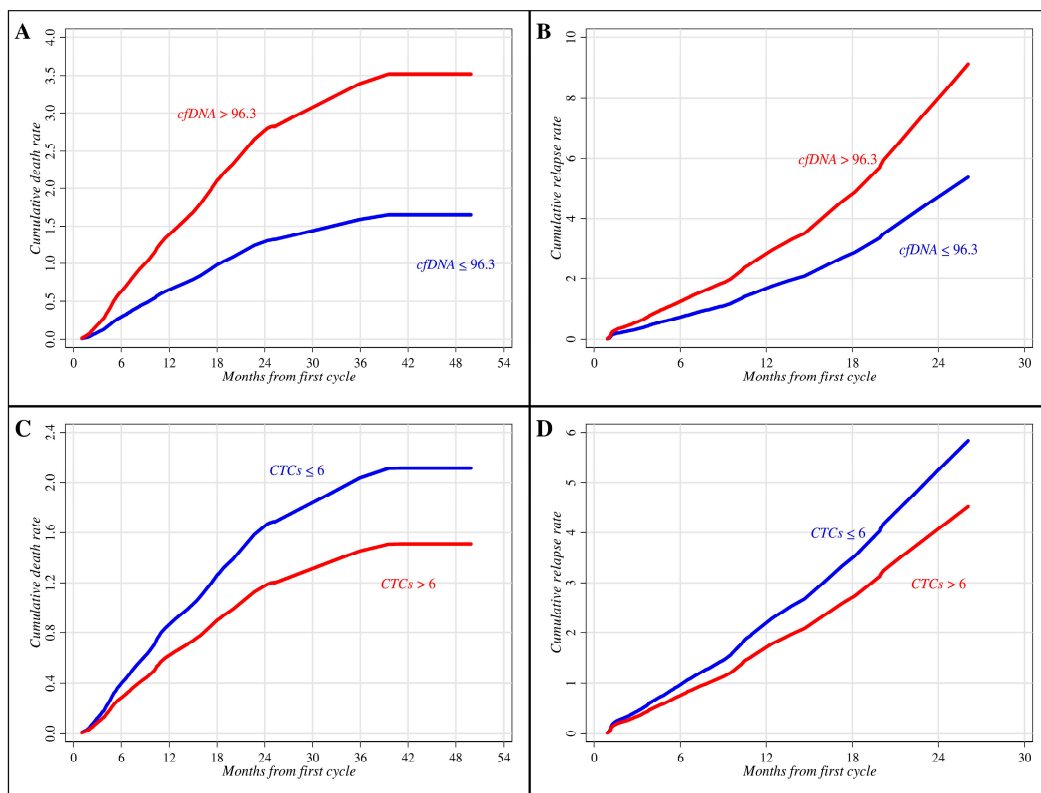 A
Cumulative death rate
0.0 0.5 1.0 1.5 2.0 2.5 3.0 3.5 4.0
cfDNA > 96.3
cfDNA ≤ 96.3
0 6 12 18 24 30 36 42 48 54
Months from first cycle
B
Cumulative relapse rate
0 2 4 6 8 10
cfDNA > 96.3
cfDNA ≤ 96.3
0 6 12 18 24 30
Months from first cycle
C
Cumulative death rate
0.0 0.4 0.8 1.2 1.6 2.0 2.4
CTCs ≤ 6
CTCs > 6
0 6 12 18 24 30 36 42 48 54
Months from first cycle
D
Cumulative relapse rate
0 1 2 3 4 5 6
CTCs ≤ 6
CTCs > 6
0 6 12 18 24 30
Months from first cycle